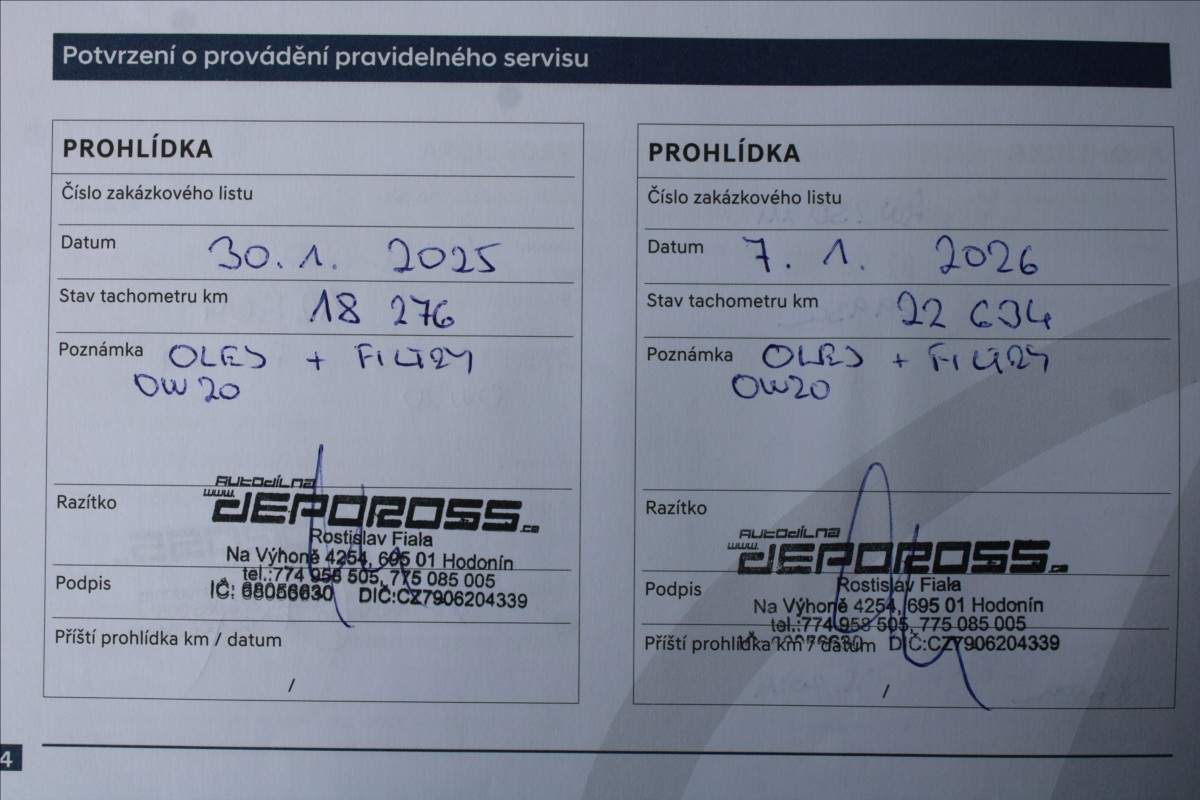 Potvrzení o provádění pravidelného servisu
PROHLÍDKA
Číslo zakázkového listu
Datum 30. 1. 2025
Stav tachometru km 18 276
Poznámka OLEJ + FILTRY
0W20
Razítko
AUTODÍLNA
www.
DEPOROSS.cz
Rostislav Fiala
Na Výhoně 4254, 695 01 Hodonín
tel.:774 958 505, 775 085 005
Podpis
IČ: 68056630 DIČ:CZ7906204339
Příští prohlídka km / datum
/
PROHLÍDKA
Číslo zakázkového listu
Datum 7. 1. 2026
Stav tachometru km 22 634
Poznámka OLEJ + FILTRY
0W20
Razítko
AUTODÍLNA
www.
DEPOROSS.cz
Podpis
Rostislav Fiala
Na Výhoně 4254, 695 01 Hodonín
tel.:774 958 505, 775 085 005
DIČ:CZ7906204339
Příští prohlídka km / datum
/
4